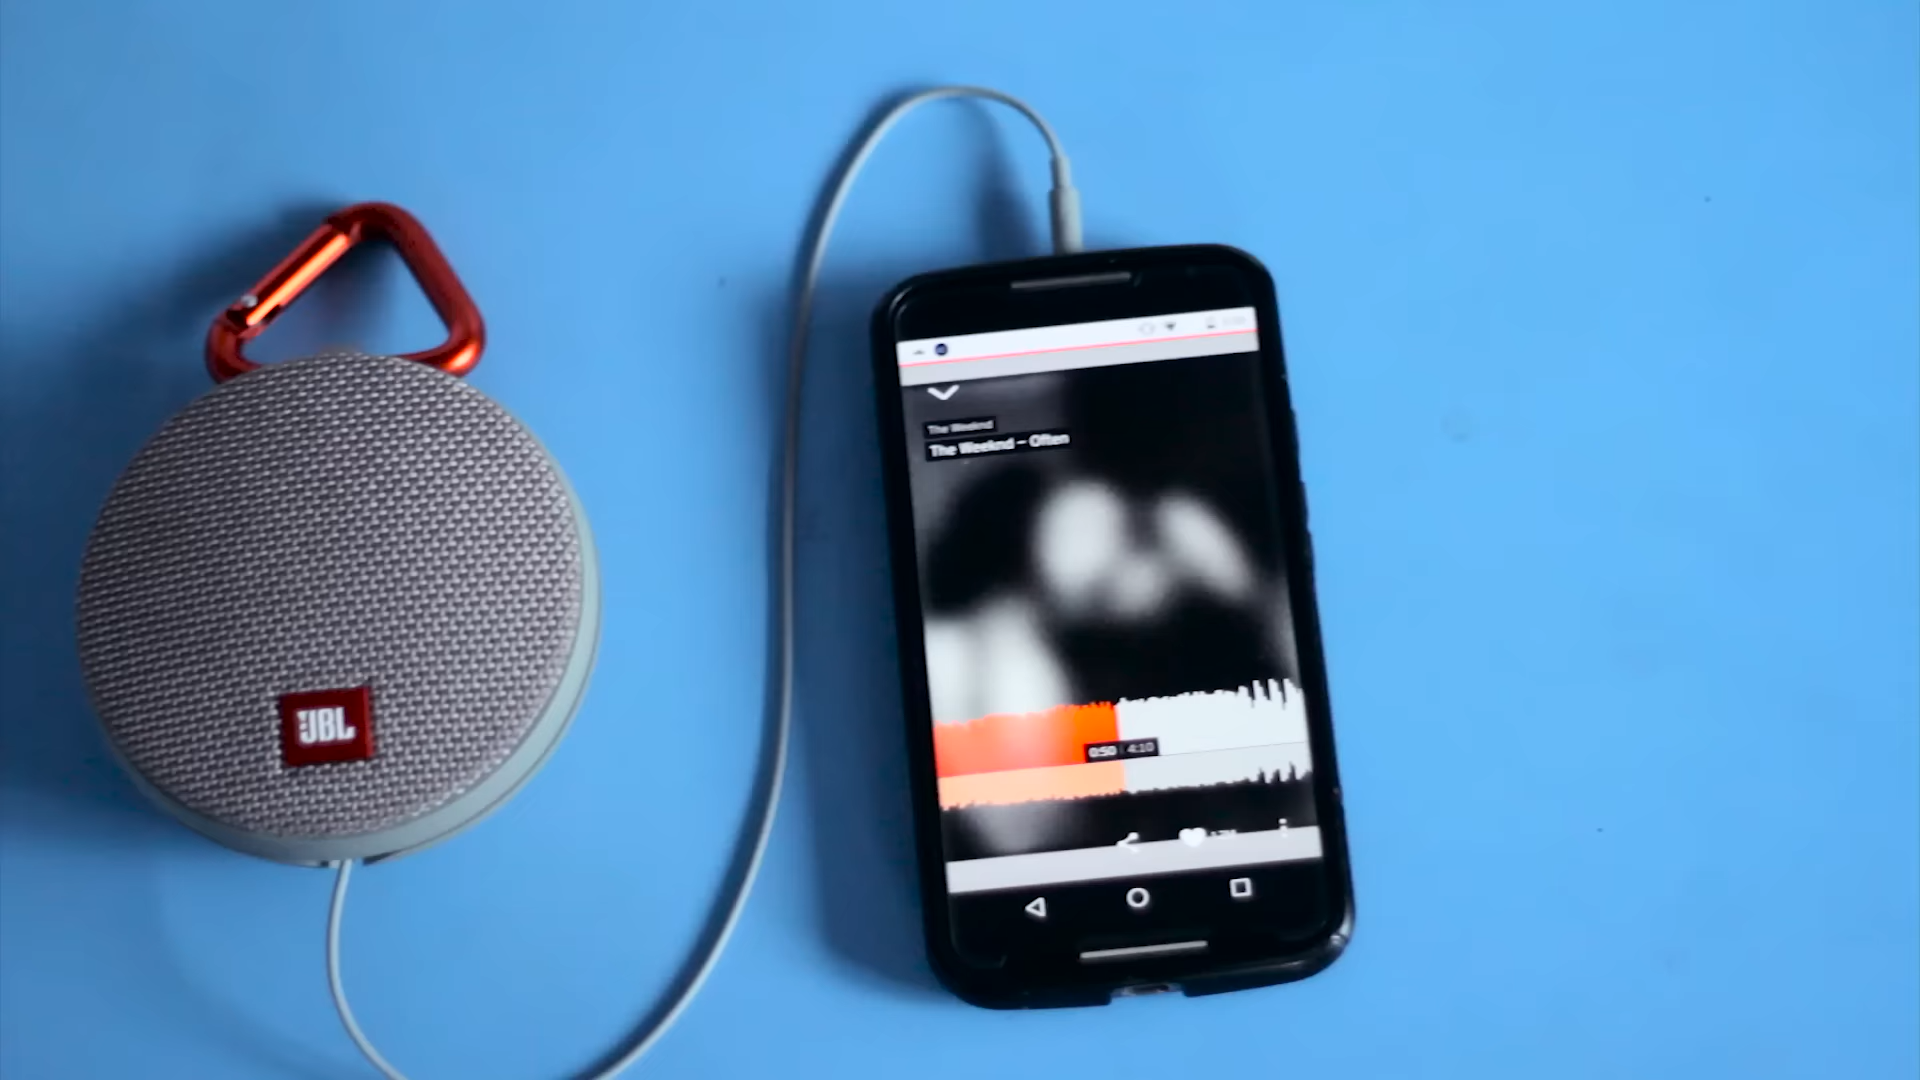 The Weeknd
The Weeknd – Often
JBL
0:50 | 4:10